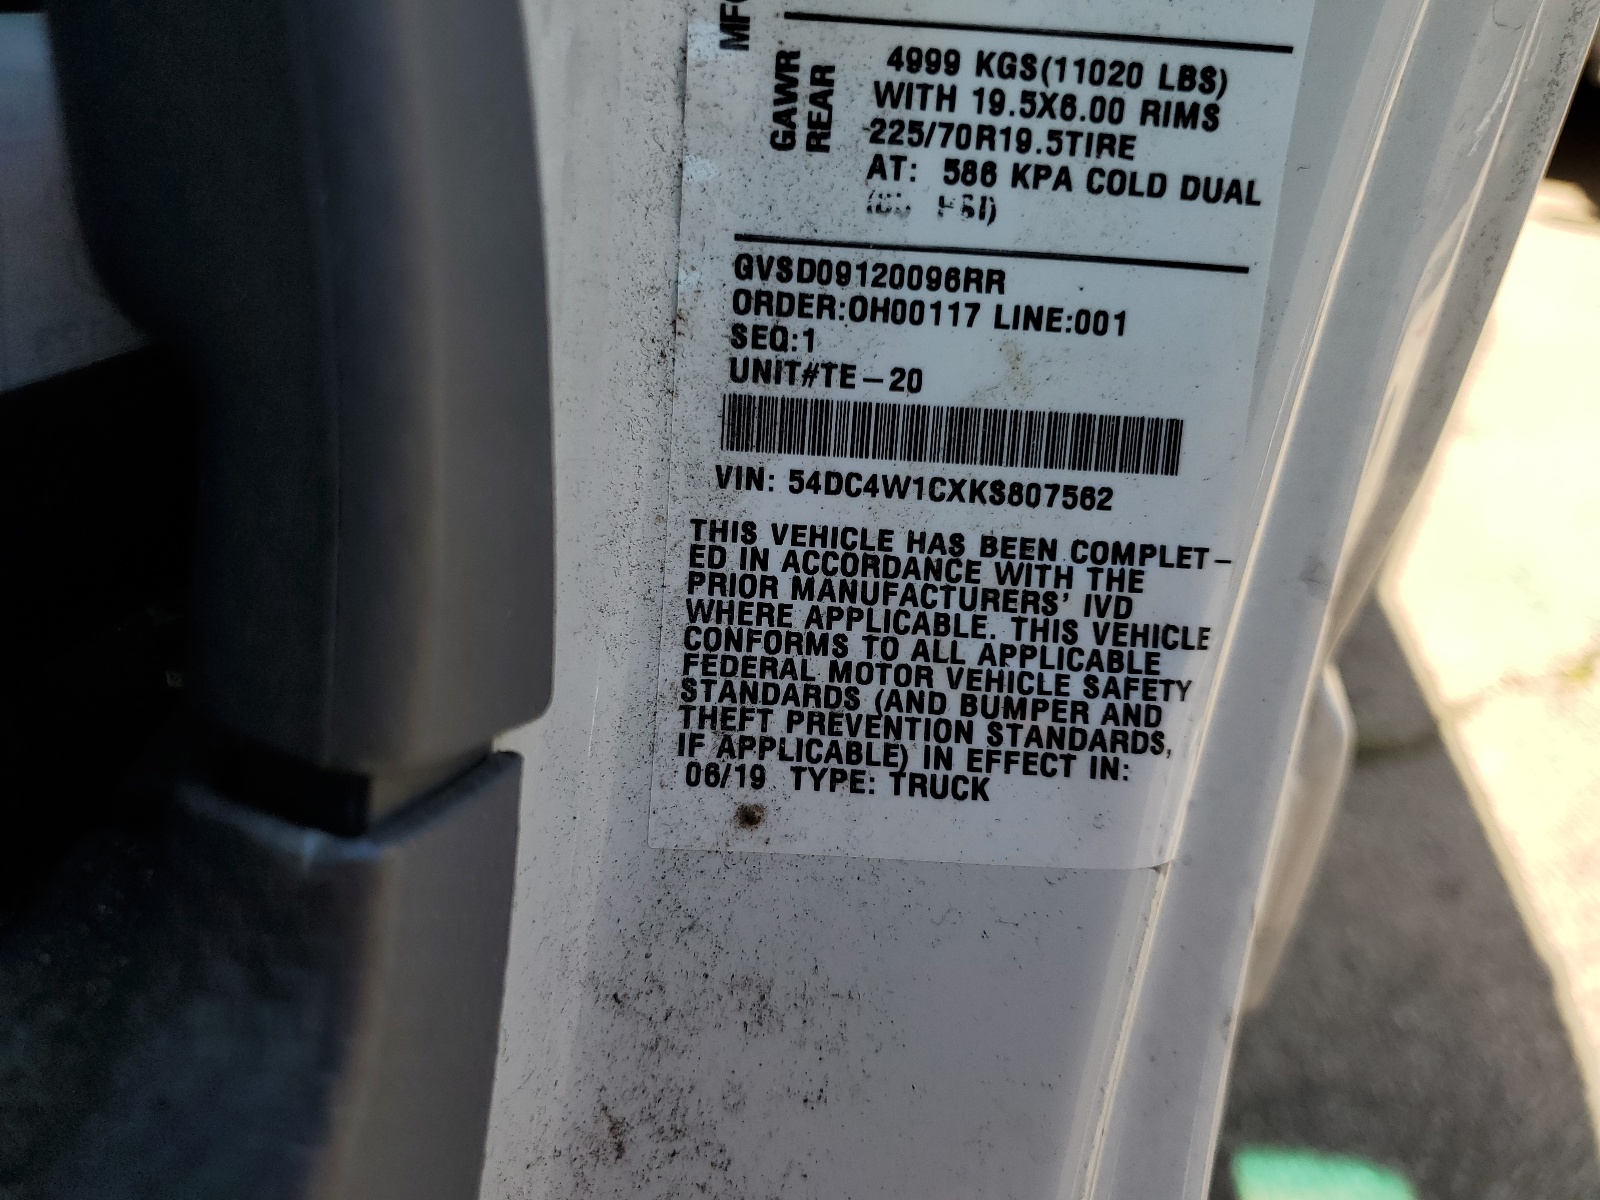 GAWR
REAR
4999 KGS(11020 LBS)
WITH 19.5X6.00 RIMS
225/70R19.5TIRE
AT: 586 KPA COLD DUAL
PSI)
GVSD09120096RR
ORDER:OH00117 LINE:001
SEQ:1
UNIT#TE-20
VIN: 54DC4W1CXKS807562
THIS VEHICLE HAS BEEN COMPLET-
ED IN ACCORDANCE WITH THE
PRIOR MANUFACTURERS' IVD
WHERE APPLICABLE. THIS VEHICLE
CONFORMS TO ALL APPLICABLE
FEDERAL MOTOR VEHICLE SAFETY
STANDARDS (AND BUMPER AND
THEFT PREVENTION STANDARDS,
IF APPLICABLE) IN EFFECT IN:
06/19 TYPE: TRUCK